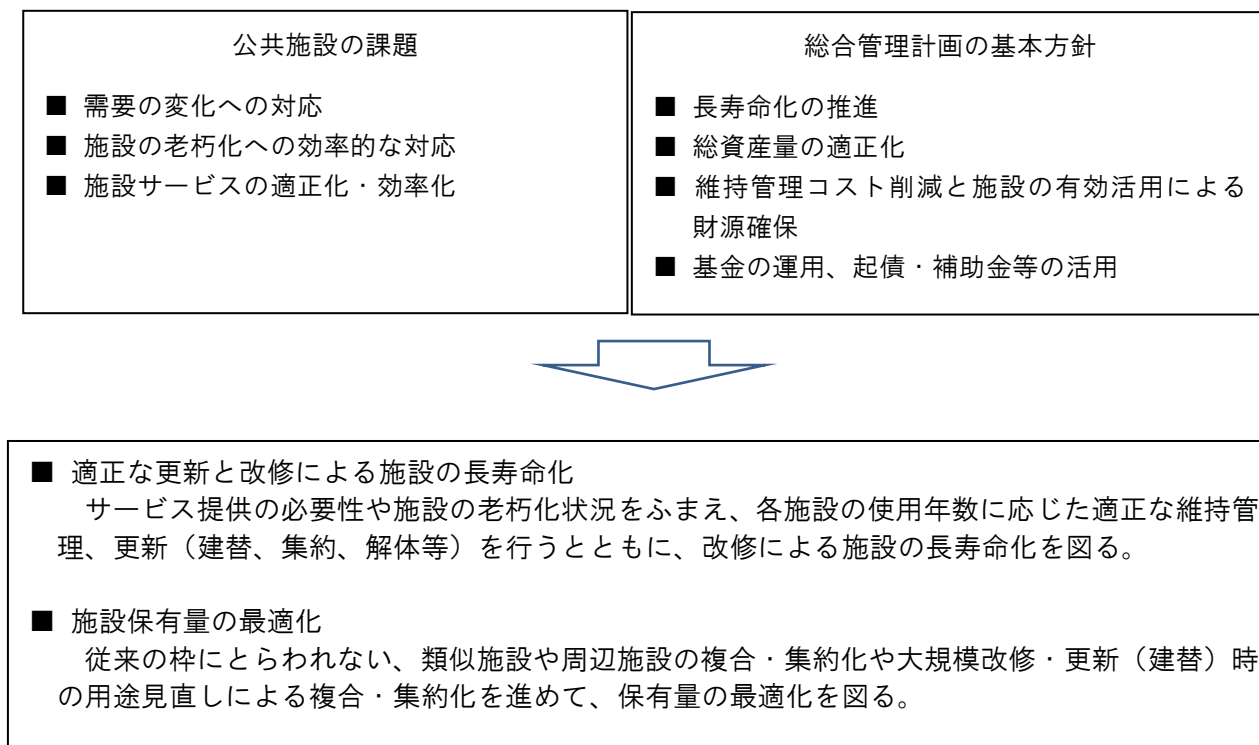 公共施設の課題
■ 需要の変化への対応
■ 施設の老朽化への効率的な対応
■ 施設サービスの適正化・効率化
総合管理計画の基本方針
■ 長寿命化の推進
■ 総資産量の適正化
■ 維持管理コスト削減と施設の有効活用による
財源確保
■ 基金の運用、起債・補助金等の活用
■ 適正な更新と改修による施設の長寿命化
サービス提供の必要性や施設の老朽化状況をふまえ、各施設の使用年数に応じた適正な維持管
理、更新（建替、集約、解体等）を行うとともに、改修による施設の長寿命化を図る。
■ 施設保有量の最適化
従来の枠にとらわれない、類似施設や周辺施設の複合・集約化や大規模改修・更新（建替）時
の用途見直しによる複合・集約化を進めて、保有量の最適化を図る。